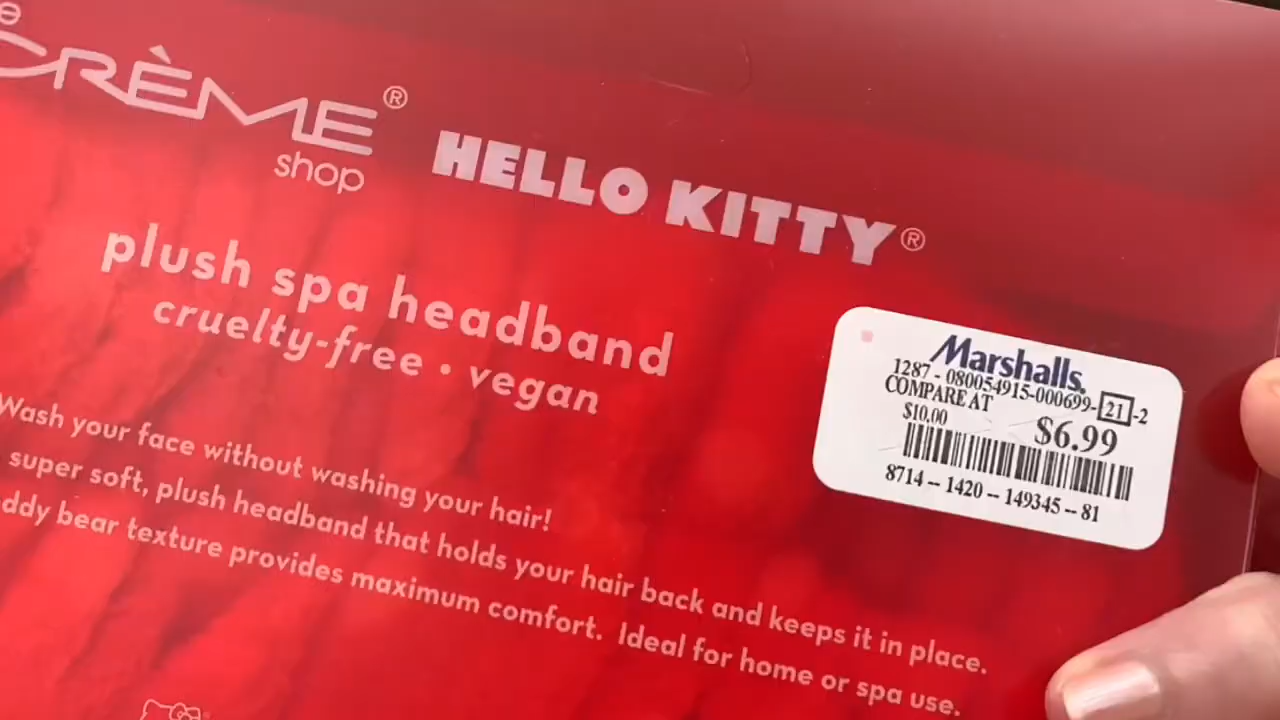 CRÈME®
shop
HELLO KITTY®
plush spa headband
cruelty-free • vegan
Wash your face without washing your hair!
super soft, plush headband that holds your hair back and keeps it in place.
ddy bear texture provides maximum comfort. Ideal for home or spa use.
Marshalls.
1287 - 080054915-000699-21-2
COMPARE AT
$10.00
$6.99
8714 -- 1420 -- 149345 -- 81